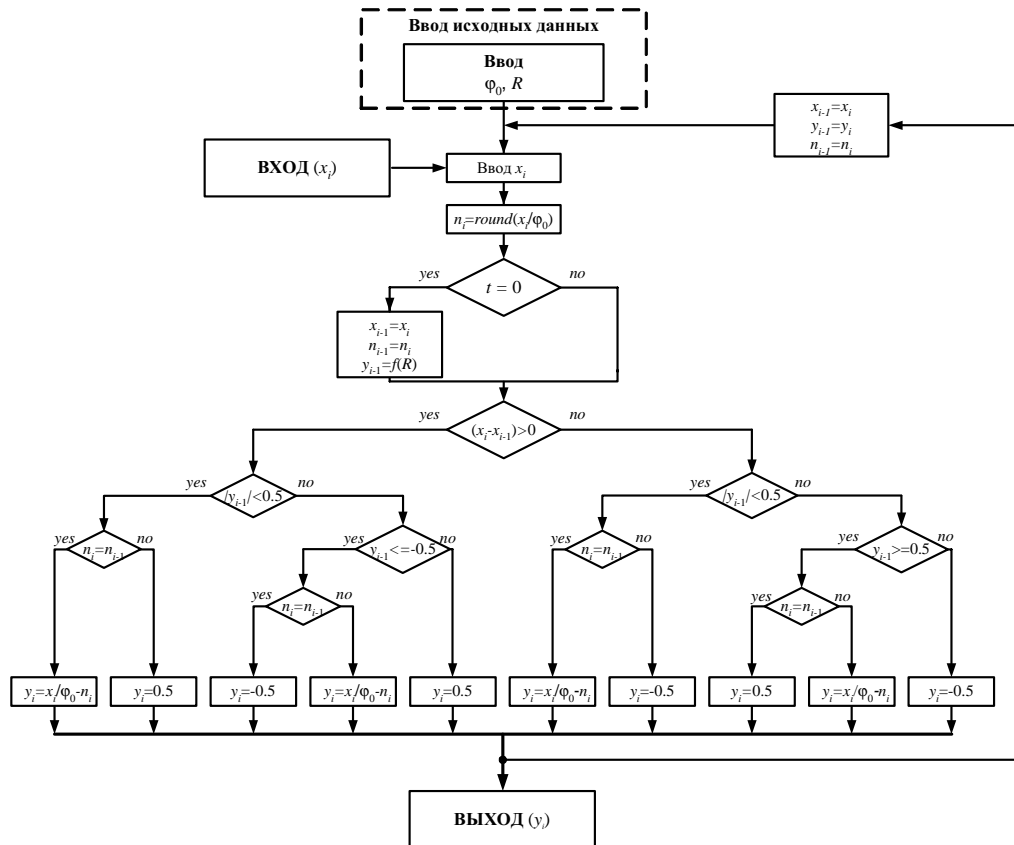 Ввод исходных данных
Ввод
φ₀, R
xᵢ₋₁=xᵢ
yᵢ₋₁=yᵢ
nᵢ₋₁=nᵢ
ВХОД (xᵢ)
Ввод xᵢ
nᵢ=round(xᵢ/φ₀)
yes
no
t = 0
xᵢ₋₁=xᵢ
nᵢ₋₁=nᵢ
yᵢ₋₁=f(R)
yes
no
(xᵢ-xᵢ₋₁)>0
yes
no
yes
no
|yᵢ₋₁|<0.5
|yᵢ₋₁|<0.5
yes
no
yes
no
yes
no
yes
no
nᵢ=nᵢ₋₁
yᵢ₋₁<=-0.5
nᵢ=nᵢ₋₁
yᵢ₋₁>=0.5
yes
no
yes
no
nᵢ=nᵢ₋₁
nᵢ=nᵢ₋₁
yᵢ=xᵢ/φ₀-nᵢ
yᵢ=0.5
yᵢ=-0.5
yᵢ=xᵢ/φ₀-nᵢ
yᵢ=0.5
yᵢ=xᵢ/φ₀-nᵢ
yᵢ=-0.5
yᵢ=0.5
yᵢ=xᵢ/φ₀-nᵢ
yᵢ=-0.5
ВЫХОД (yᵢ)